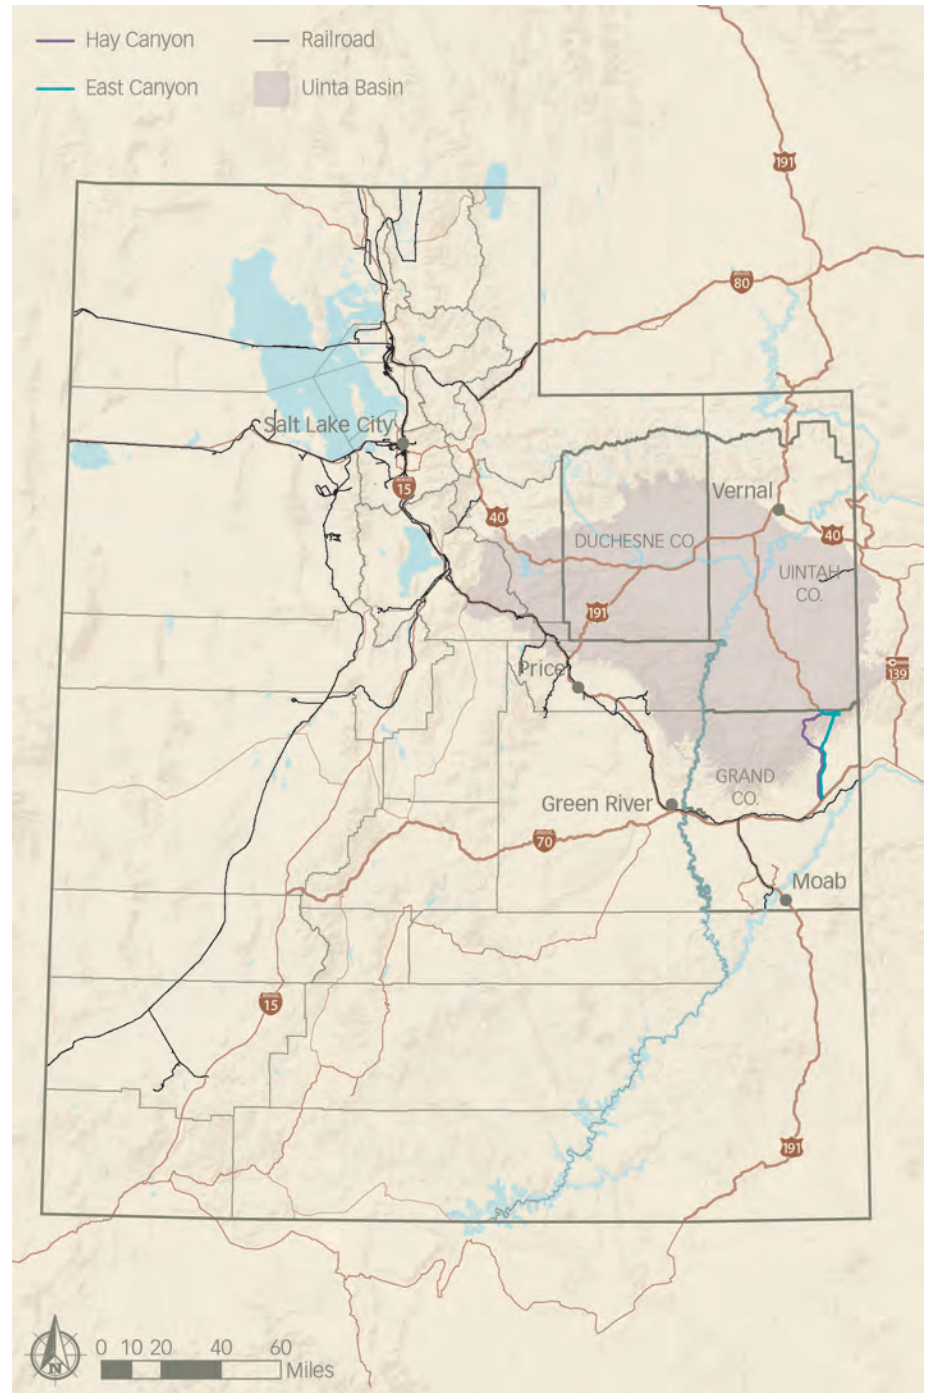 Hay Canyon
Railroad
East Canyon
Uinta Basin
191
80
Salt Lake City
15
Vernal
40
40
DUCHESNE CO
UINTAH
CO.
191
Price
139
GRAND
CO.
Green River
70
Moab
15
191
N
0 10 20 40 60
Miles